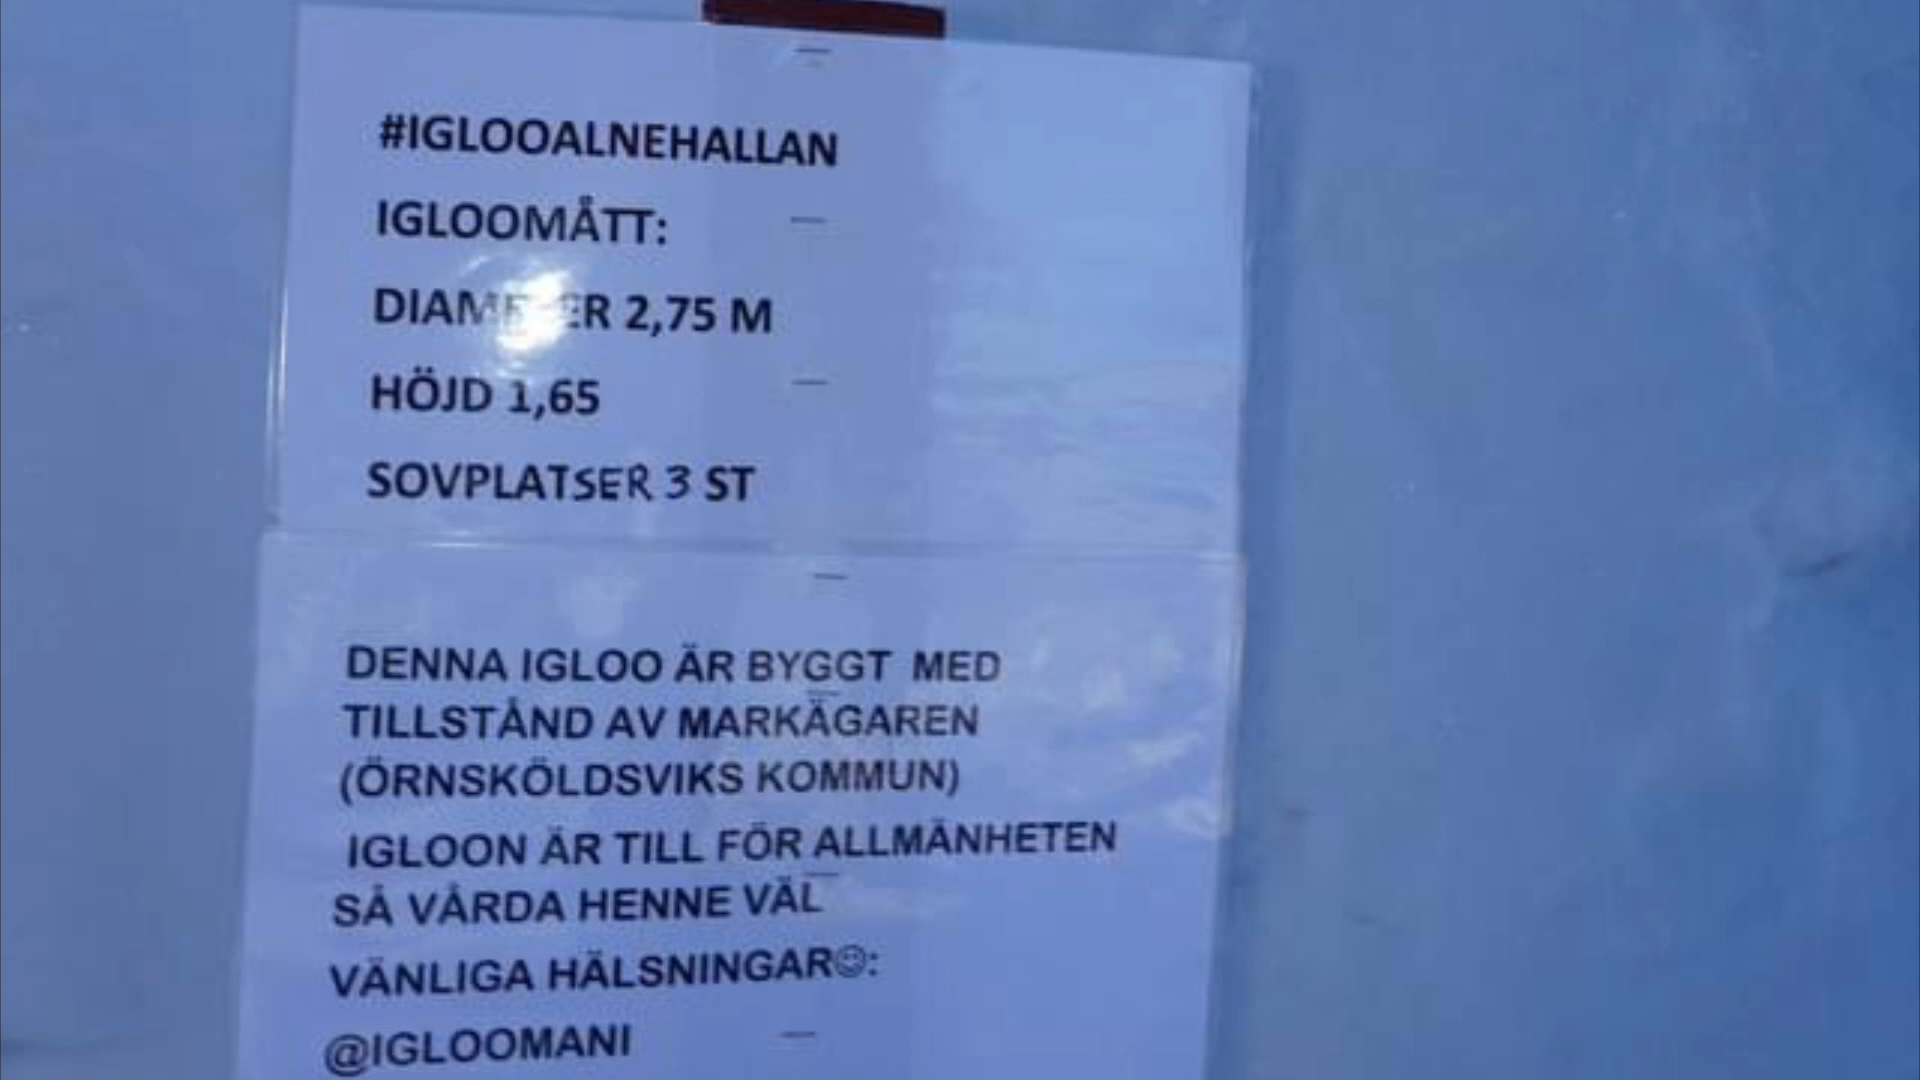 #IGLOOALNEHALLAN
IGLOOMÅTT:
DIAMETER 2,75 M
HÖJD 1,65
SOVPLATSER 3 ST
DENNA IGLOO ÄR BYGGT MED
TILLSTÅND AV MARKÄGAREN
(ÖRNSKÖLDSVIKS KOMMUN)
IGLOON ÄR TILL FÖR ALLMÄNHETEN
SÅ VÅRDA HENNE VÄL
VÄNLIGA HÄLSNINGAR☺:
@IGLOOMANI